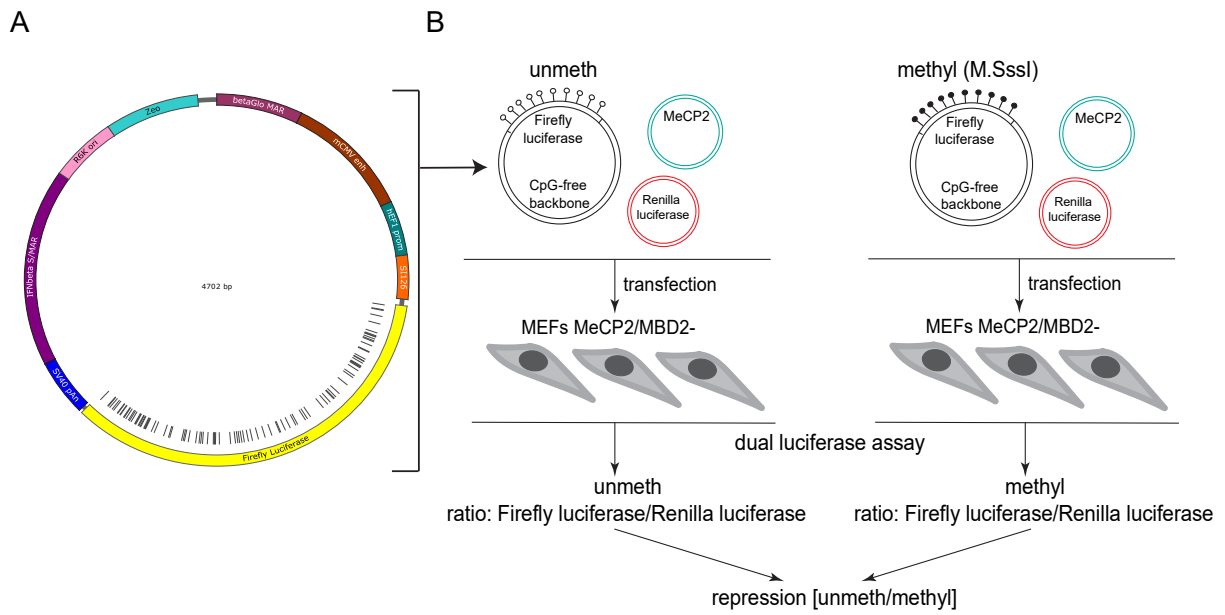 A
betaGlo MAR
mCMV enh
hEF1 prom
SI126
Firefly Luciferase
SV40 pAn
IFNbeta S/MAR
R6K ori
Zeo
4702 bp
B
unmeth
Firefly
luciferase
CpG-free
backbone
MeCP2
Renilla
luciferase
methyl (M.SssI)
Firefly
luciferase
CpG-free
backbone
MeCP2
Renilla
luciferase
transfection
transfection
MEFs MeCP2/MBD2-
MEFs MeCP2/MBD2-
dual luciferase assay
unmeth
ratio: Firefly luciferase/Renilla luciferase
methyl
ratio: Firefly luciferase/Renilla luciferase
repression [unmeth/methyl]